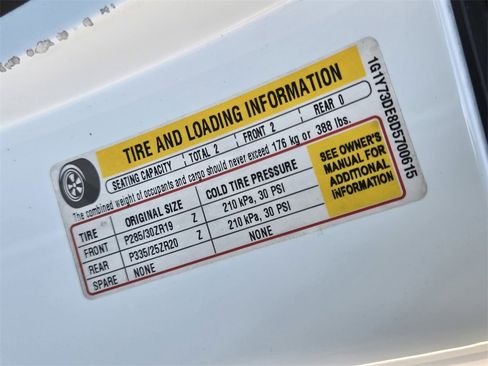 TIRE AND LOADING INFORMATION
SEATING CAPACITY TOTAL 2 FRONT 2 REAR 0
The combined weight of occupants and cargo should never exceed 176 kg or 388 lbs.
TIRE ORIGINAL SIZE COLD TIRE PRESSURE
FRONT P285/30ZR19 Z 210 kPa, 30 PSI
REAR P335/25ZR20 Z 210 kPa, 30 PSI
SPARE NONE NONE
SEE OWNER'S
MANUAL FOR
ADDITIONAL
INFORMATION
1G1Y73DE8D5700615